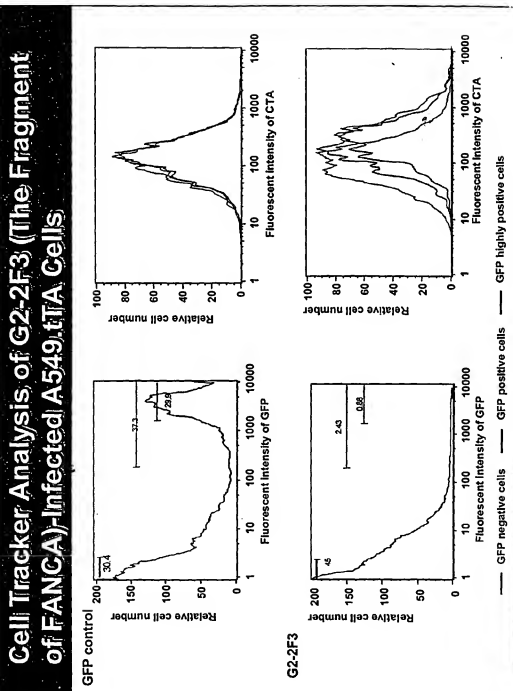 Cell Tracker Analysis of G2-2F3 (The Fragment
of FANCA)-Infected A549.tTA Cells
GFP control
Relative cell number
200
150
100
50
0
30.4
37.3
29.9
1 10 100 1000 10000
Fluorescent Intensity of GFP
Relative cell number
100
80
60
40
20
0
1 10 100 1000 10000
Fluorescent Intensity of CTA
G2-2F3
Relative cell number
200
150
100
50
0
45
2.43
0.88
1 10 100 1000 10000
Fluorescent Intensity of GFP
Relative cell number
100
80
60
40
20
0
1 10 100 1000 10000
Fluorescent Intensity of CTA
GFP negative cells GFP positive cells GFP highly positive cells